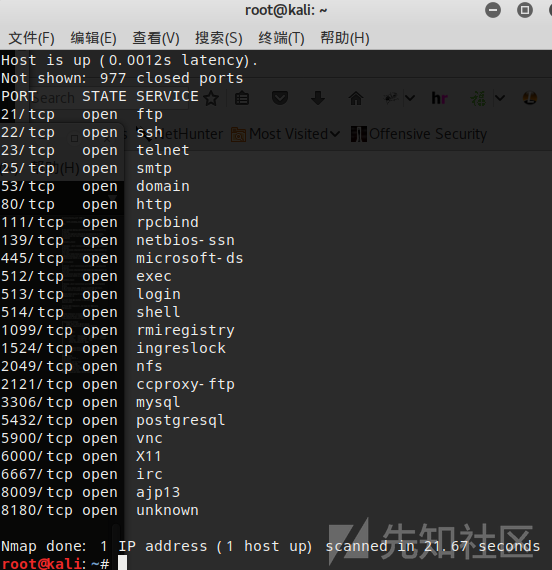 root@kali: ~
文件(F) 编辑(E) 查看(V) 搜索(S) 终端(T) 帮助(H)
Host is up (0.0012s latency).
Not shown: 977 closed ports
PORT STATE SERVICE
21/tcp open ftp
22/tcp open ssh
23/tcp open telnet
25/tcp open smtp
53/tcp open domain
80/tcp open http
111/tcp open rpcbind
139/tcp open netbios-ssn
445/tcp open microsoft-ds
512/tcp open exec
513/tcp open login
514/tcp open shell
1099/tcp open rmiregistry
1524/tcp open ingreslock
2049/tcp open nfs
2121/tcp open ccproxy-ftp
3306/tcp open mysql
5432/tcp open postgresql
5900/tcp open vnc
6000/tcp open X11
6667/tcp open irc
8009/tcp open ajp13
8180/tcp open unknown
Nmap done: 1 IP address (1 host up) scanned in 21.67 seconds
root@kali:~#
Search
Most Visited
Offensive Security
先知社区